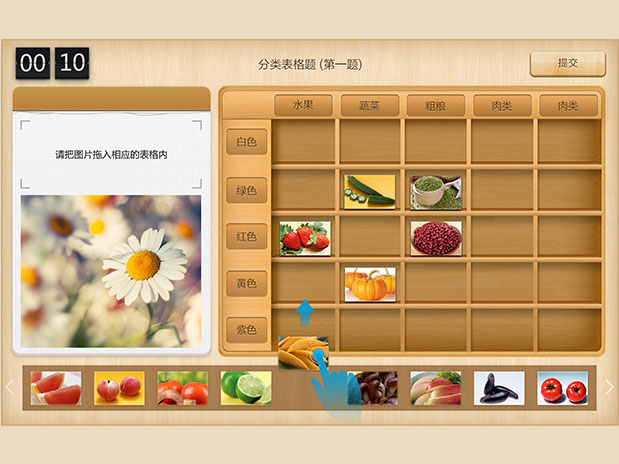 00 10
分类表格题 (第一题)
提交
请把图片拖入相应的表格内
水果 蔬菜 粗粮 肉类 肉类
白色
绿色
红色
黄色
紫色